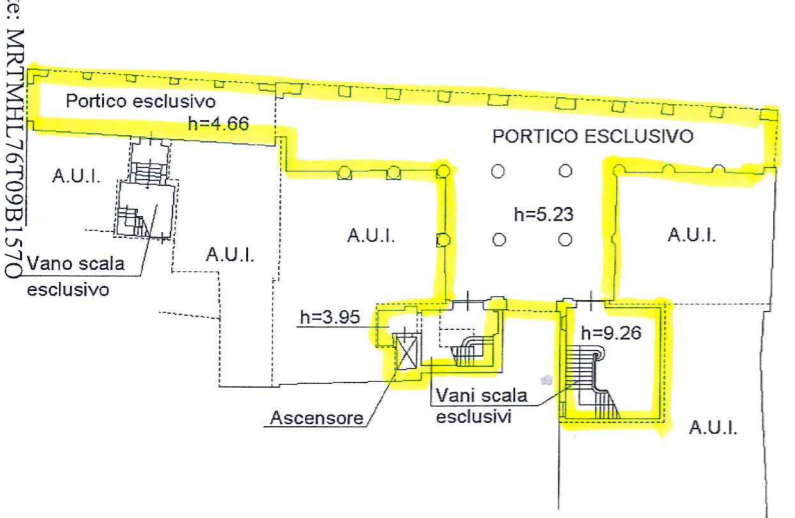 ce: MRTMHL76T09B157O
Portico esclusivo
h=4.66
PORTICO ESCLUSIVO
A.U.I.
h=5.23
A.U.I.
A.U.I.
A.U.I.
Vano scala
esclusivo
h=3.95
h=9.26
Vani scala
esclusivi
Ascensore
A.U.I.